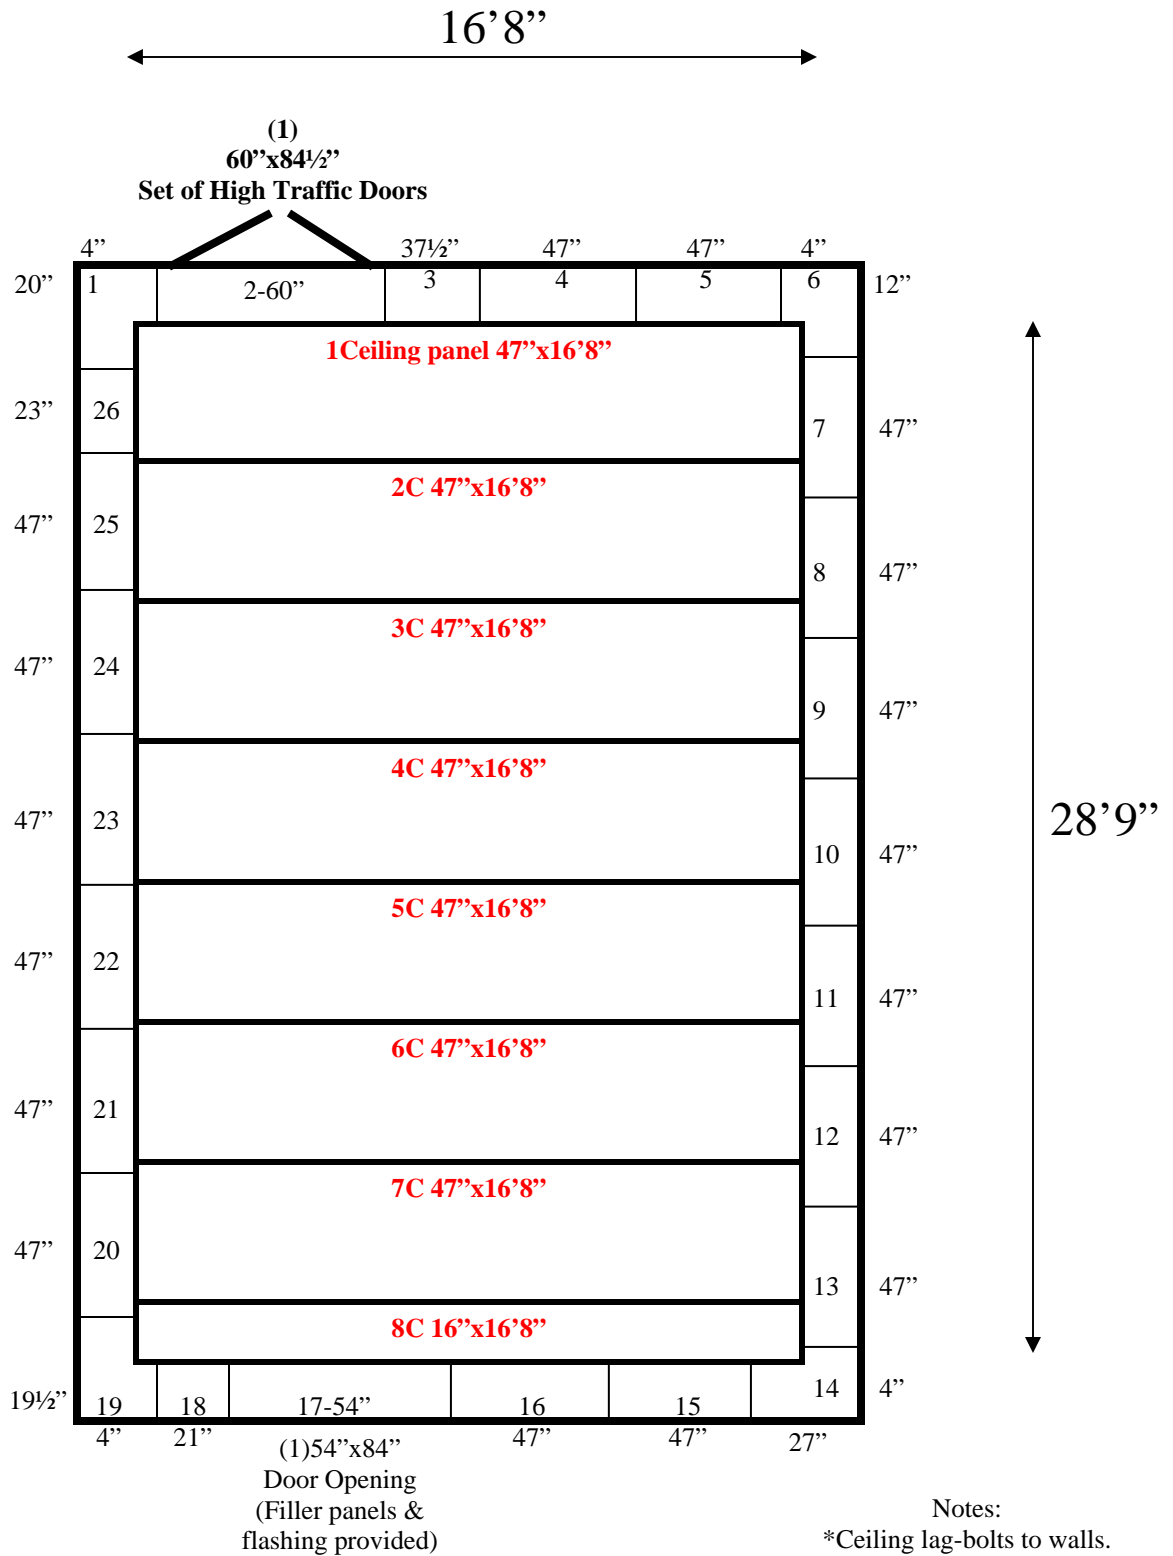 16’8”
(1)
60”x84½”
Set of High Traffic Doors
4” 37½” 47” 47” 4”
20” 1 2-60” 3 4 5 6 12”
1Ceiling panel 47”x16’8”
23” 26 7 47”
2C 47”x16’8”
47” 25 8 47”
3C 47”x16’8”
47” 24 9 47”
4C 47”x16’8”
47” 23 10 47”
28’9”
5C 47”x16’8”
47” 22 11 47”
6C 47”x16’8”
47” 21 12 47”
7C 47”x16’8”
47” 20 13 47”
8C 16”x16’8”
14 4”
19½” 19 18 17-54” 16 15
4” 21” 47” 47” 27”
(1)54”x84”
Door Opening
(Filler panels &
flashing provided)
Notes:
*Ceiling lag-bolts to walls.